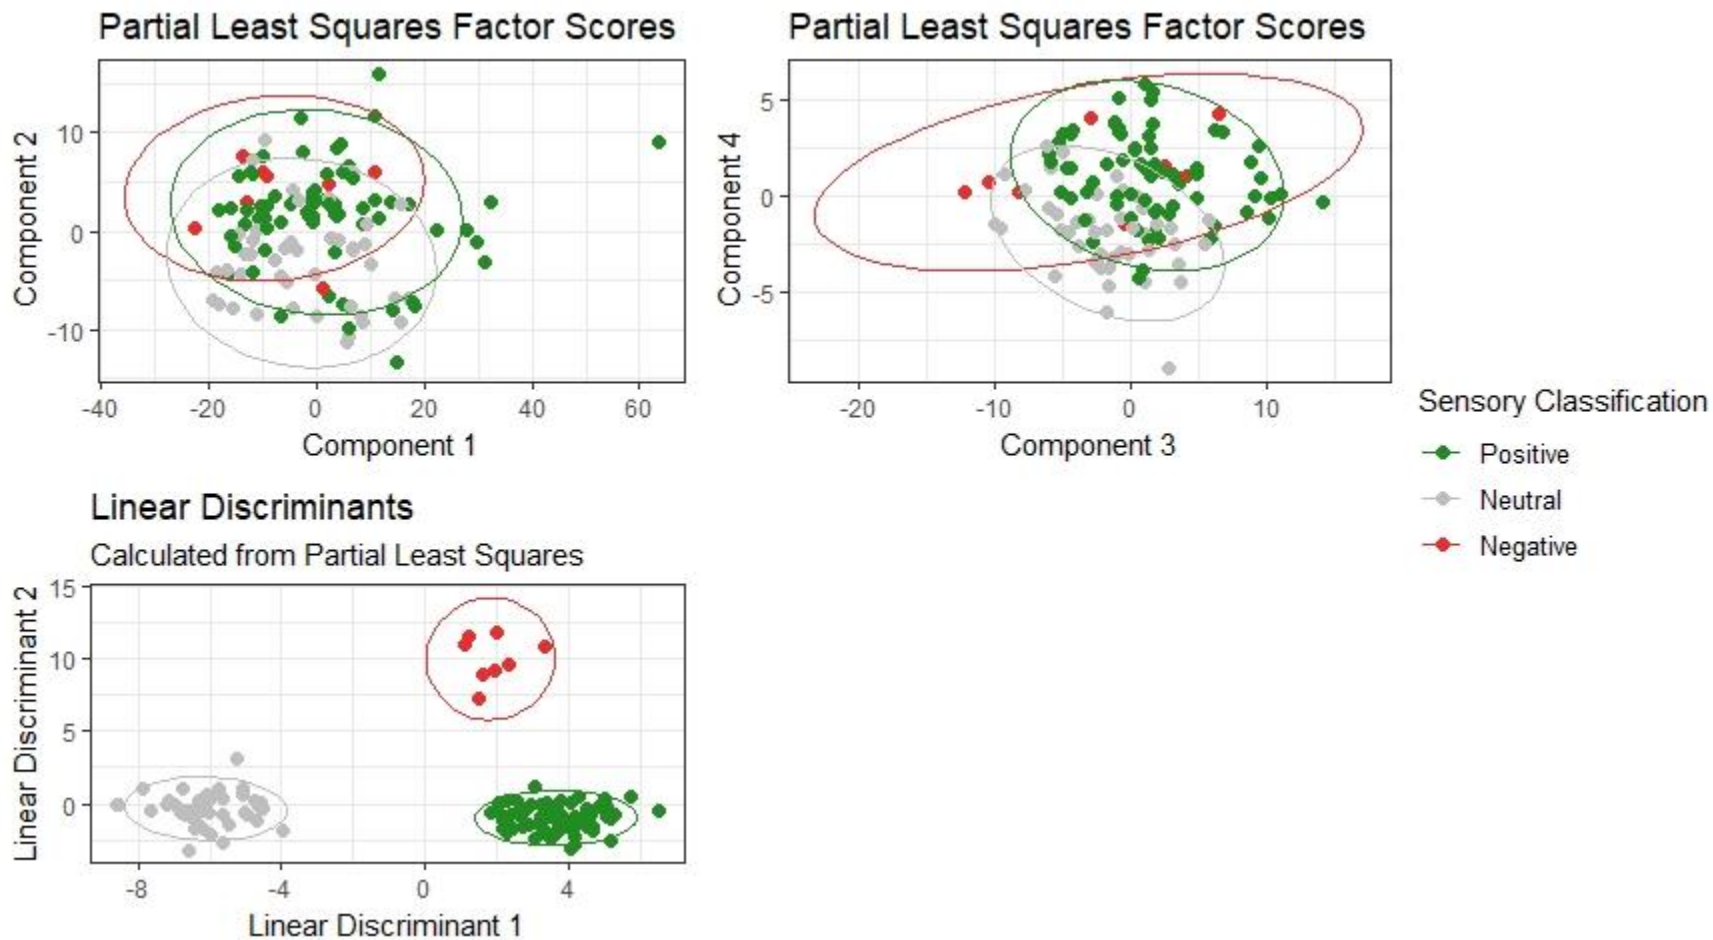 Partial Least Squares Factor Scores
Component 2
10
0
-10
-40 -20 0 20 40 60
Component 1
Partial Least Squares Factor Scores
Component 4
5
0
-5
-20 -10 0 10
Component 3
Sensory Classification
Positive
Neutral
Negative
Linear Discriminants
Calculated from Partial Least Squares
Linear Discriminant 2
15
10
5
0
-8 -4 0 4
Linear Discriminant 1